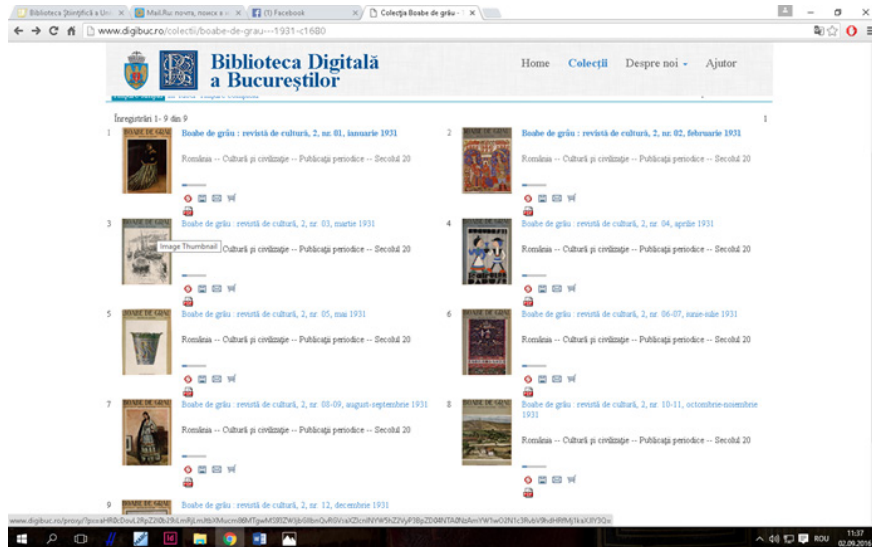 Biblioteca Științifică a Uni
Mail.Ru: почта, поиск в
(1) Facebook
Colecția Boabe de grâu -
www.digibuc.ro/colectii/boabe-de-grau---1931-c1680
Biblioteca Digitală
a Bucureștilor
Home Colecții Despre noi Ajutor
Înregistrări 1- 9 din 9
1
1
BOABE DE GRÂU
Boabe de grâu : revistă de cultură, 2, nr. 01, ianuarie 1931
România -- Cultură și civilizație -- Publicații periodice -- Secolul 20
2
Boabe de grâu : revistă de cultură, 2, nr. 02, februarie 1931
România -- Cultură și civilizație -- Publicații periodice -- Secolul 20
3
Boabe de grâu : revistă de cultură, 2, nr. 03, martie 1931
Image Thumbnail
Cultură și civilizație -- Publicații periodice -- Secolul 20
4
Boabe de grâu : revistă de cultură, 2, nr. 04, aprilie 1931
România -- Cultură și civilizație -- Publicații periodice -- Secolul 20
5
Boabe de grâu : revistă de cultură, 2, nr. 05, mai 1931
România -- Cultură și civilizație -- Publicații periodice -- Secolul 20
6
Boabe de grâu : revistă de cultură, 2, nr. 06-07, iunie-iulie 1931
România -- Cultură și civilizație -- Publicații periodice -- Secolul 20
7
Boabe de grâu : revistă de cultură, 2, nr. 08-09, august-septembrie 1931
România -- Cultură și civilizație -- Publicații periodice -- Secolul 20
8
Boabe de grâu : revistă de cultură, 2, nr. 10-11, octombrie-noiembrie
1931
România -- Cultură și civilizație -- Publicații periodice -- Secolul 20
9
Boabe de grâu : revistă de cultură, 2, nr. 12, decembrie 1931
ROU
11:37
02.09.2016